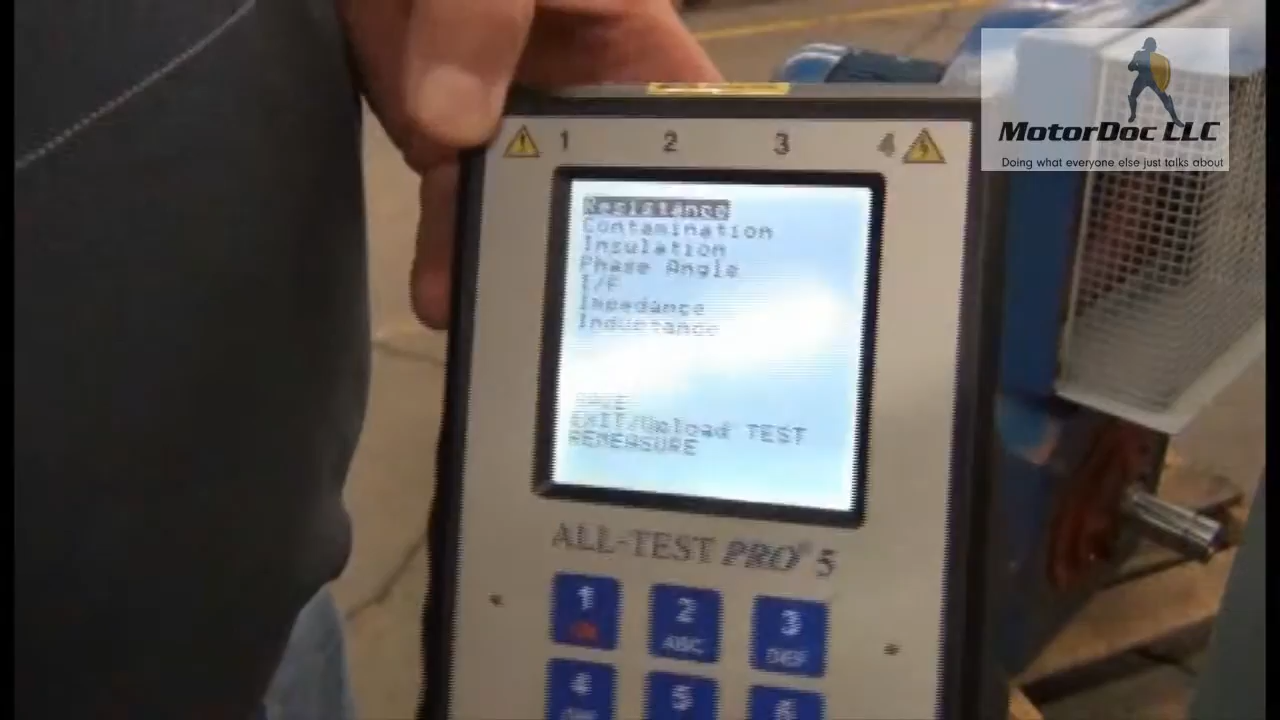 MotorDoc LLC
Doing what everyone else just talks about
1 2 3 4
Resistance
Contamination
Insulation
Phase Angle
I/F
Impedance
Inductance
SAVE
EXIT/Upload TEST
REMEASURE
ALL-TEST PRO® 5
1 2 3
ABC DEF
4 5 6